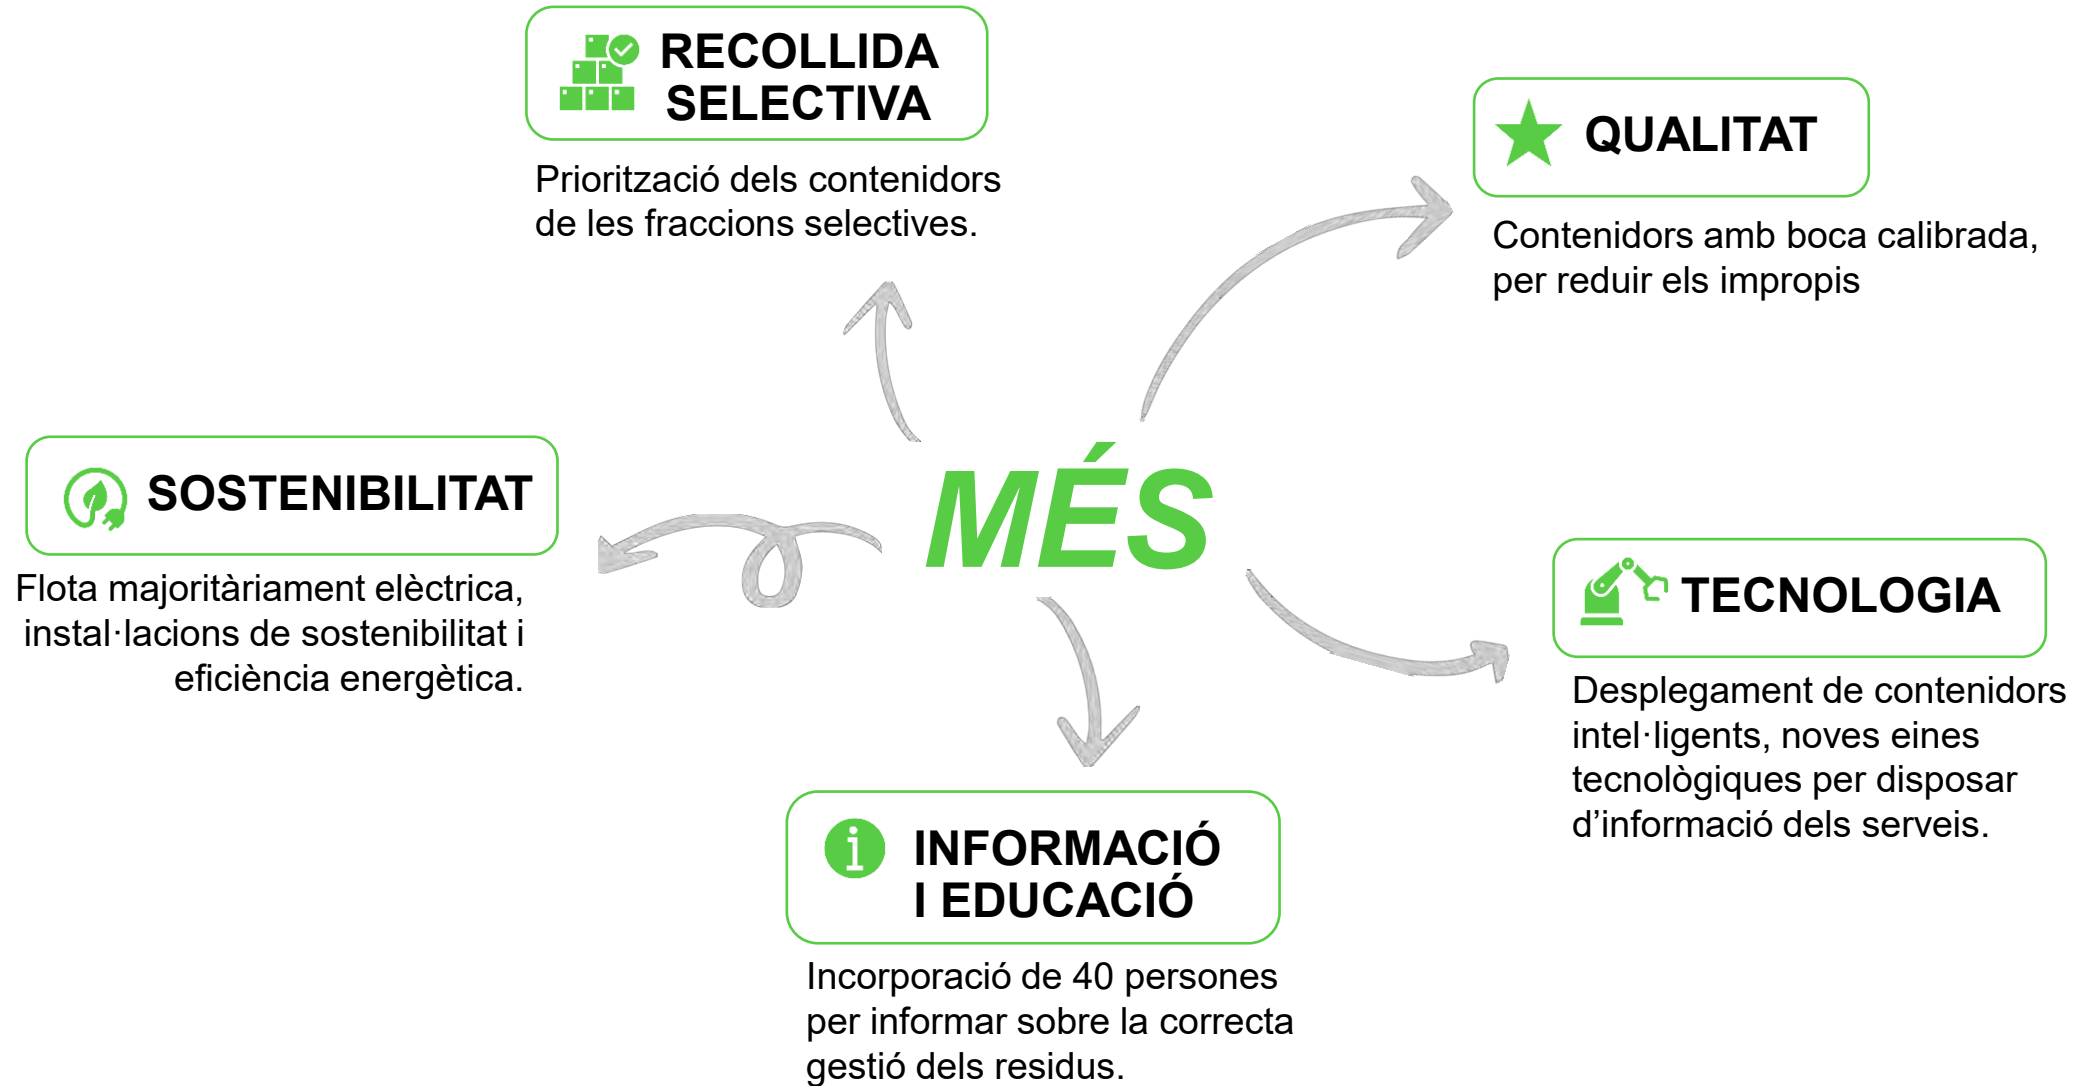 RECOLLIDA
SELECTIVA
Priorització dels contenidors
de les fraccions selectives.
QUALITAT
Contenidors amb boca calibrada,
per reduir els impropis
MÉS
SOSTENIBILITAT
Flota majoritàriament elèctrica,
instal·lacions de sostenibilitat i
eficiència energètica.
TECNOLOGIA
Desplegament de contenidors
intel·ligents, noves eines
tecnològiques per disposar
d’informació dels serveis.
INFORMACIÓ
I EDUCACIÓ
Incorporació de 40 persones
per informar sobre la correcta
gestió dels residus.